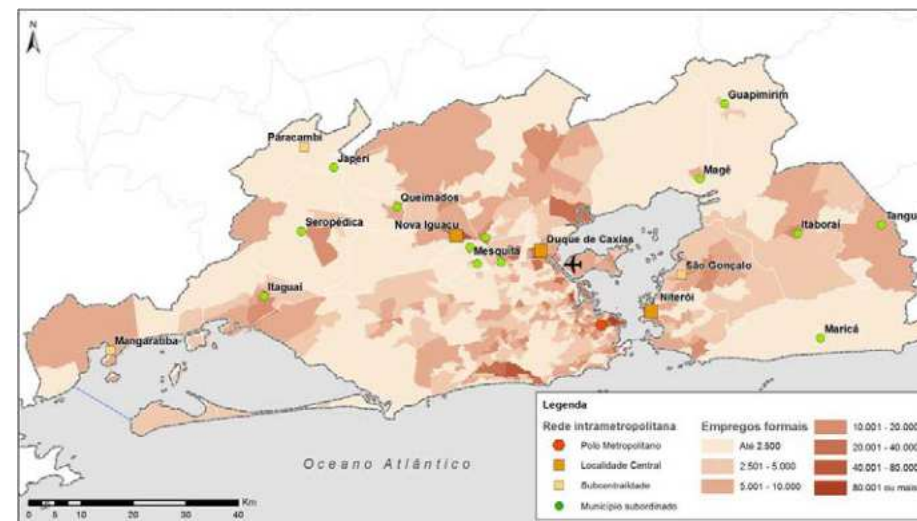 N
Guapimirim
Paracambi
Japeri
Magé
Queimados
Seropédica
Nova Iguaçu
Mesquita
Duque de Caxias
Itaboraí
Tangu
São Gonçalo
Itaguaí
Niterói
Mangaratiba
Maricá
Oceano Atlântico
Km
0 5 10 20 30 40
Legenda
Rede intrametropolitana
Polo Metropolitano
Localidade Central
Subcentralidade
Município subordinado
Empregos formais
Até 2.500
2.501 - 5.000
5.001 - 10.000
10.001 - 20.000
20.001 - 40.000
40.001 - 80.000
80.001 ou mais